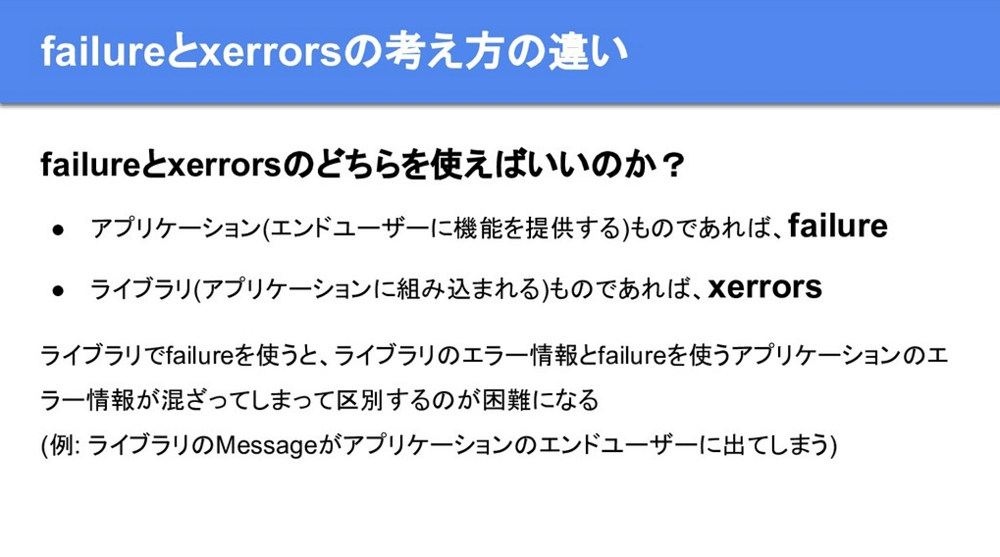 failureとxerrorsの考え方の違い
failureとxerrorsのどちらを使えばいいのか？
● アプリケーション(エンドユーザーに機能を提供する)ものであれば、failure
● ライブラリ(アプリケーションに組み込まれる)ものであれば、xerrors
ライブラリでfailureを使うと、ライブラリのエラー情報とfailureを使うアプリケーションのエ
ラー情報が混ざってしまって区別するのが困難になる
(例: ライブラリのMessageがアプリケーションのエンドユーザーに出てしまう)